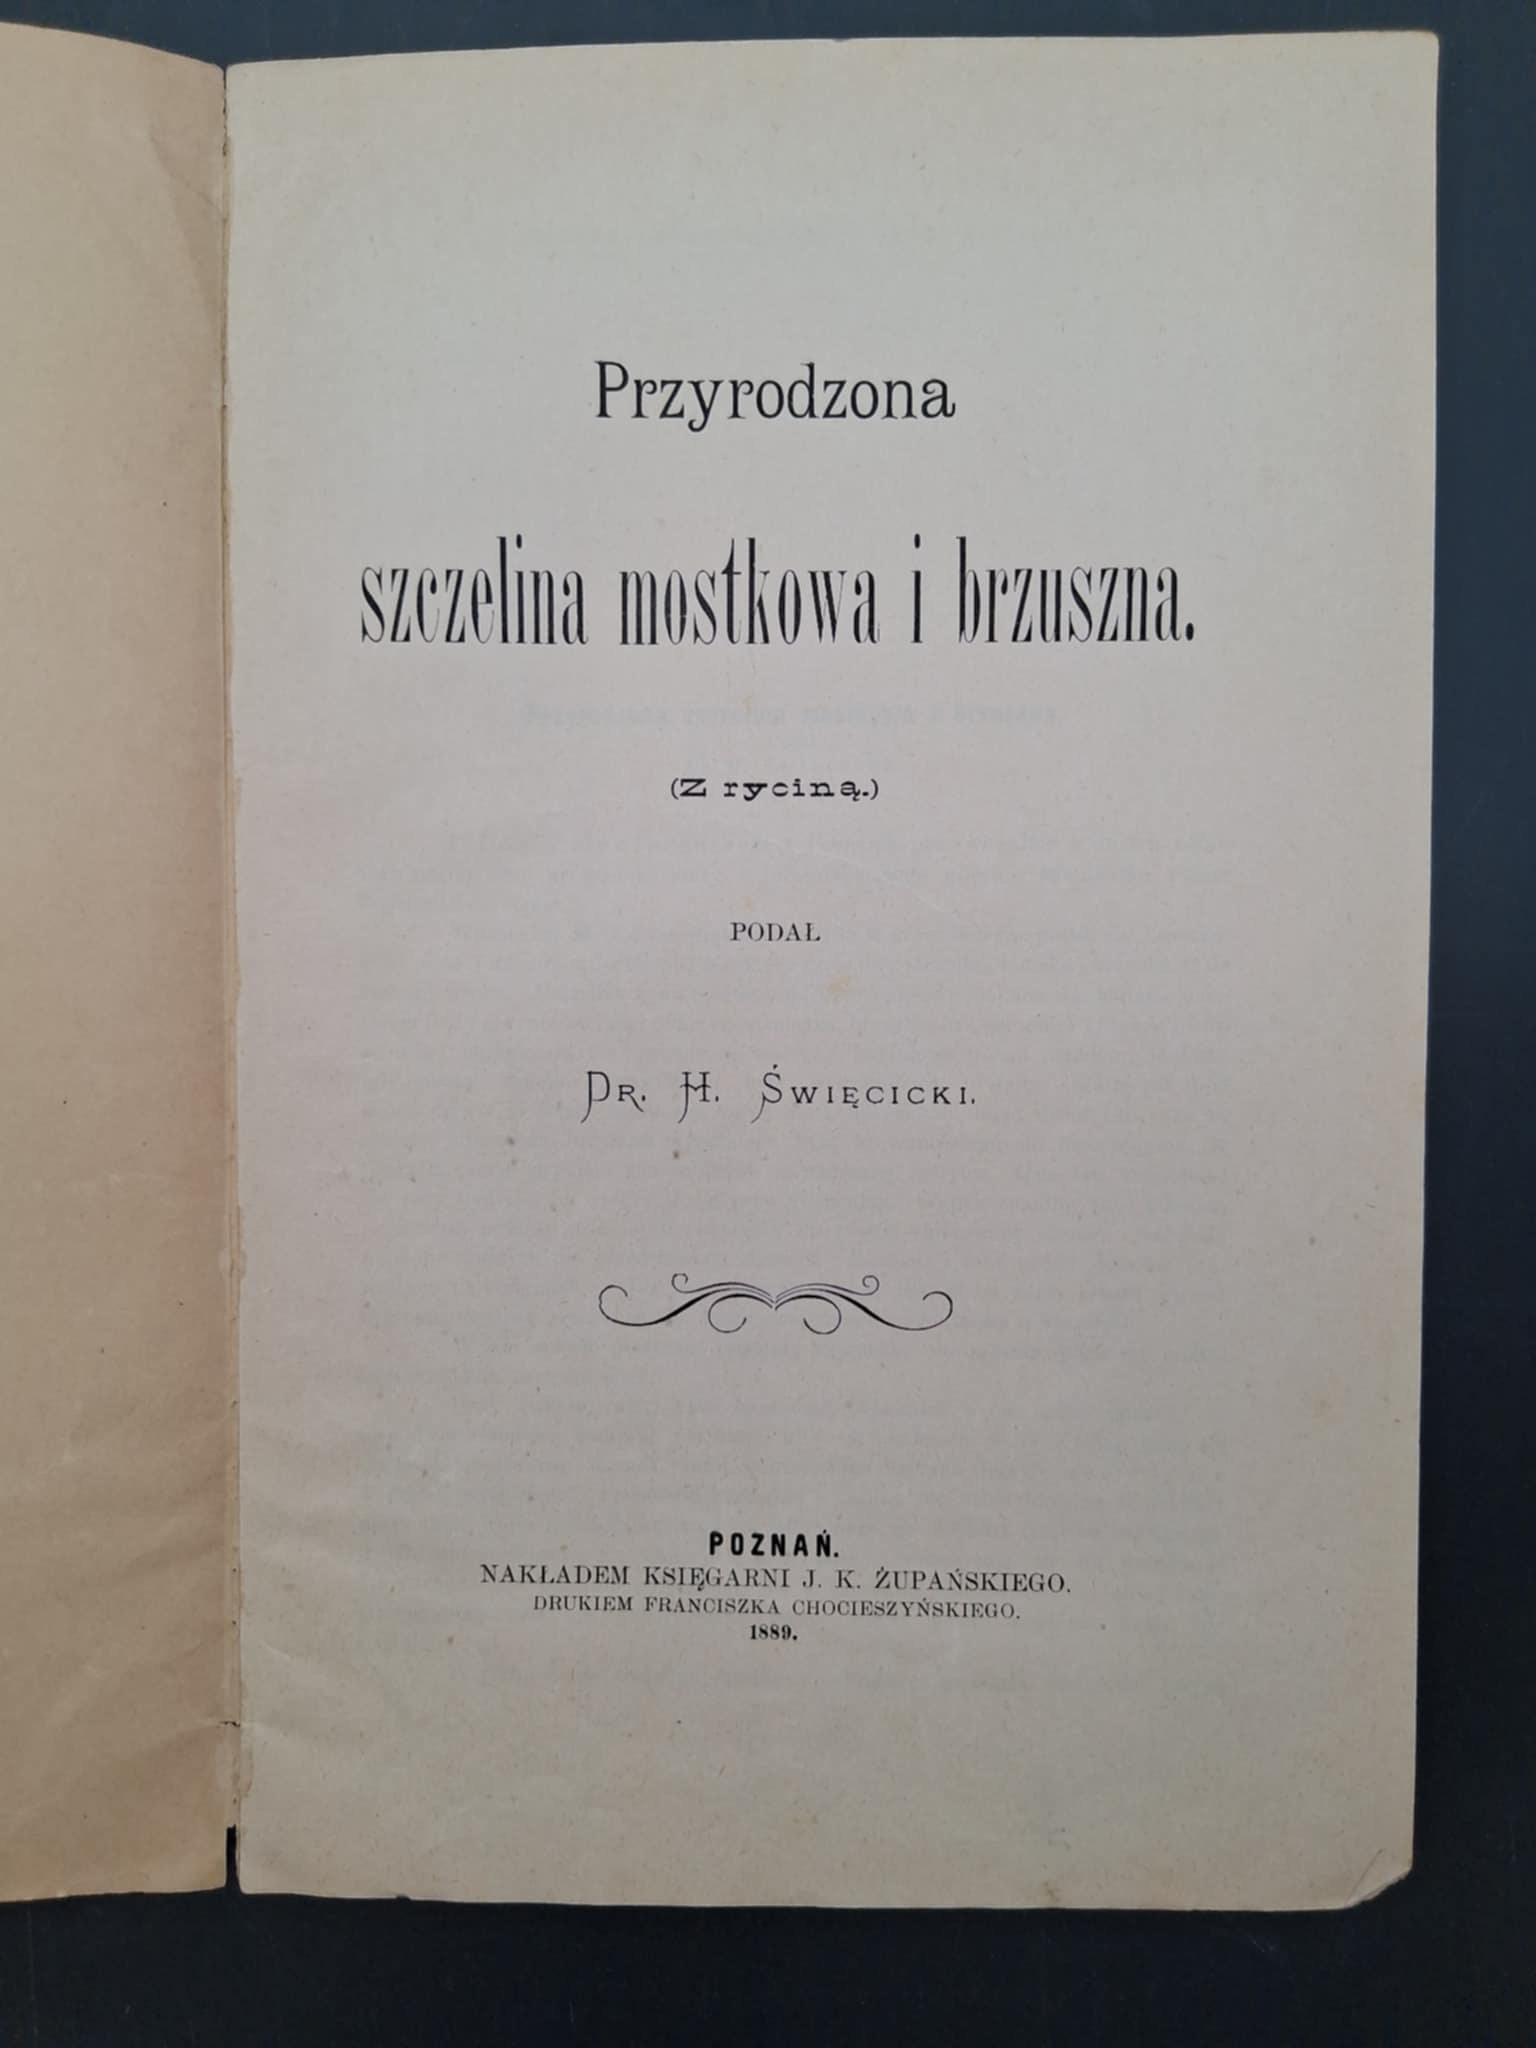 Przyrodzona
szczelina mostkowa i brzuszna.
(Z ryciną.)
PODAŁ
DR. H. ŚWIĘCICKI.
POZNAŃ.
NAKŁADEM KSIĘGARNI J. K. ŻUPAŃSKIEGO.
DRUKIEM FRANCISZKA CHOCIESZYŃSKIEGO.
1889.